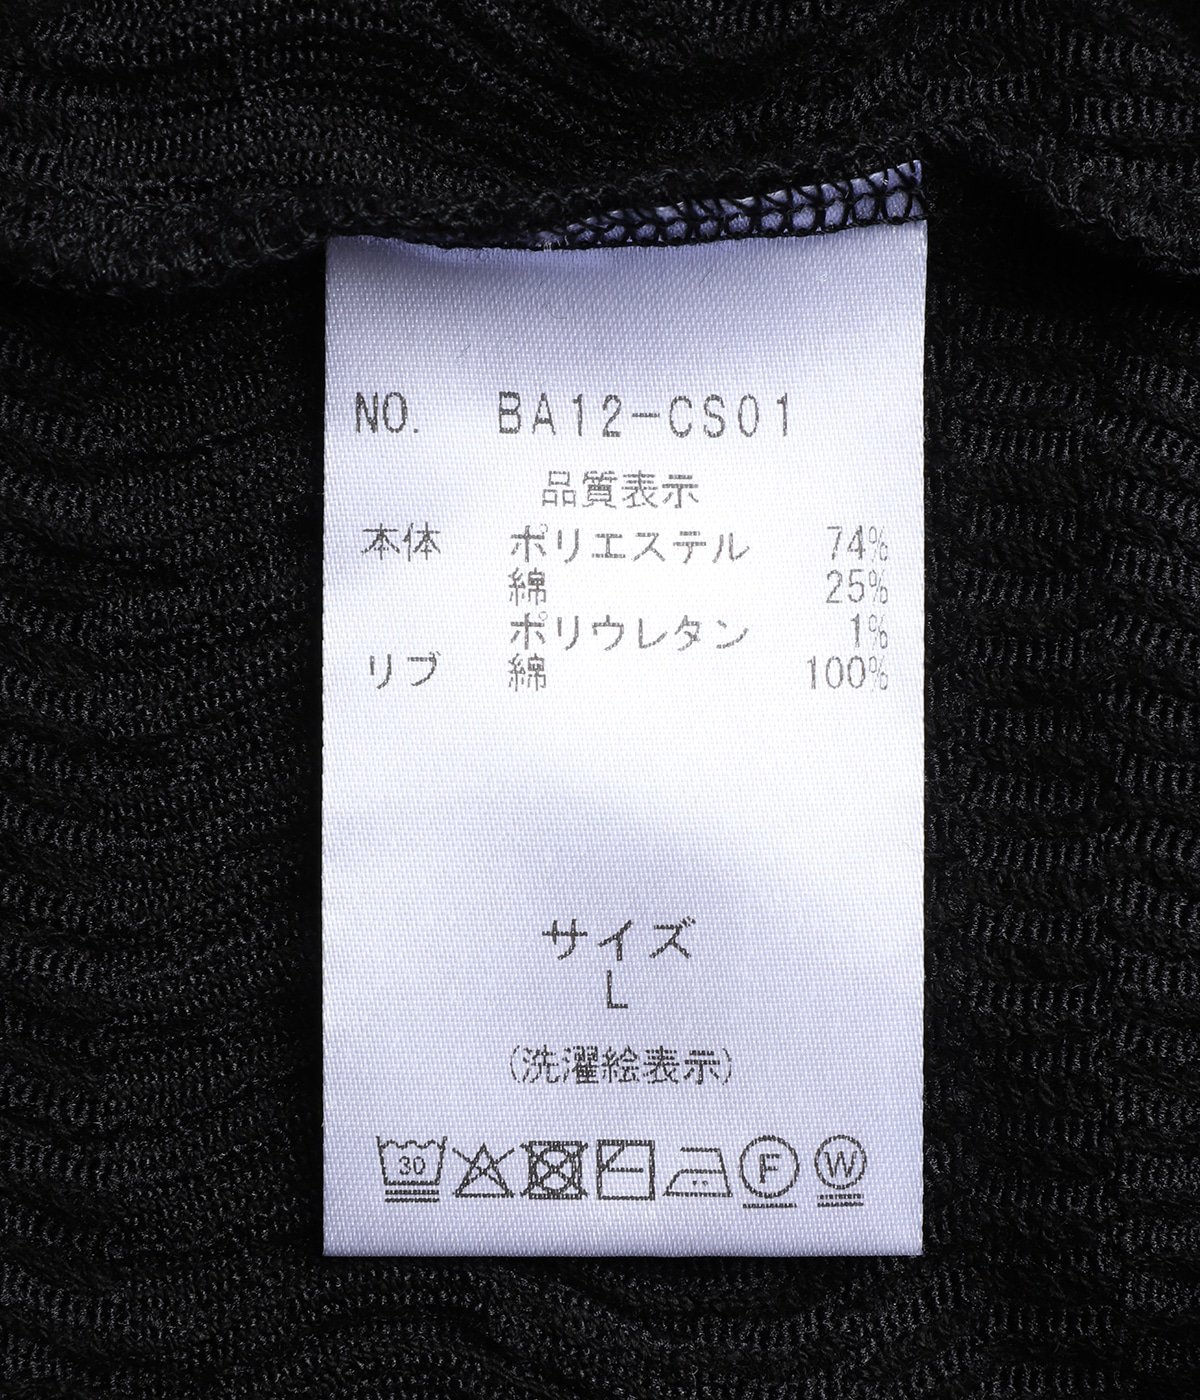 NO. BA12-CS01
品質表示
本体 ポリエステル 74%
綿 25%
ポリウレタン 1%
リブ 綿 100%
サイズ
L
(洗濯絵表示)
30 F W